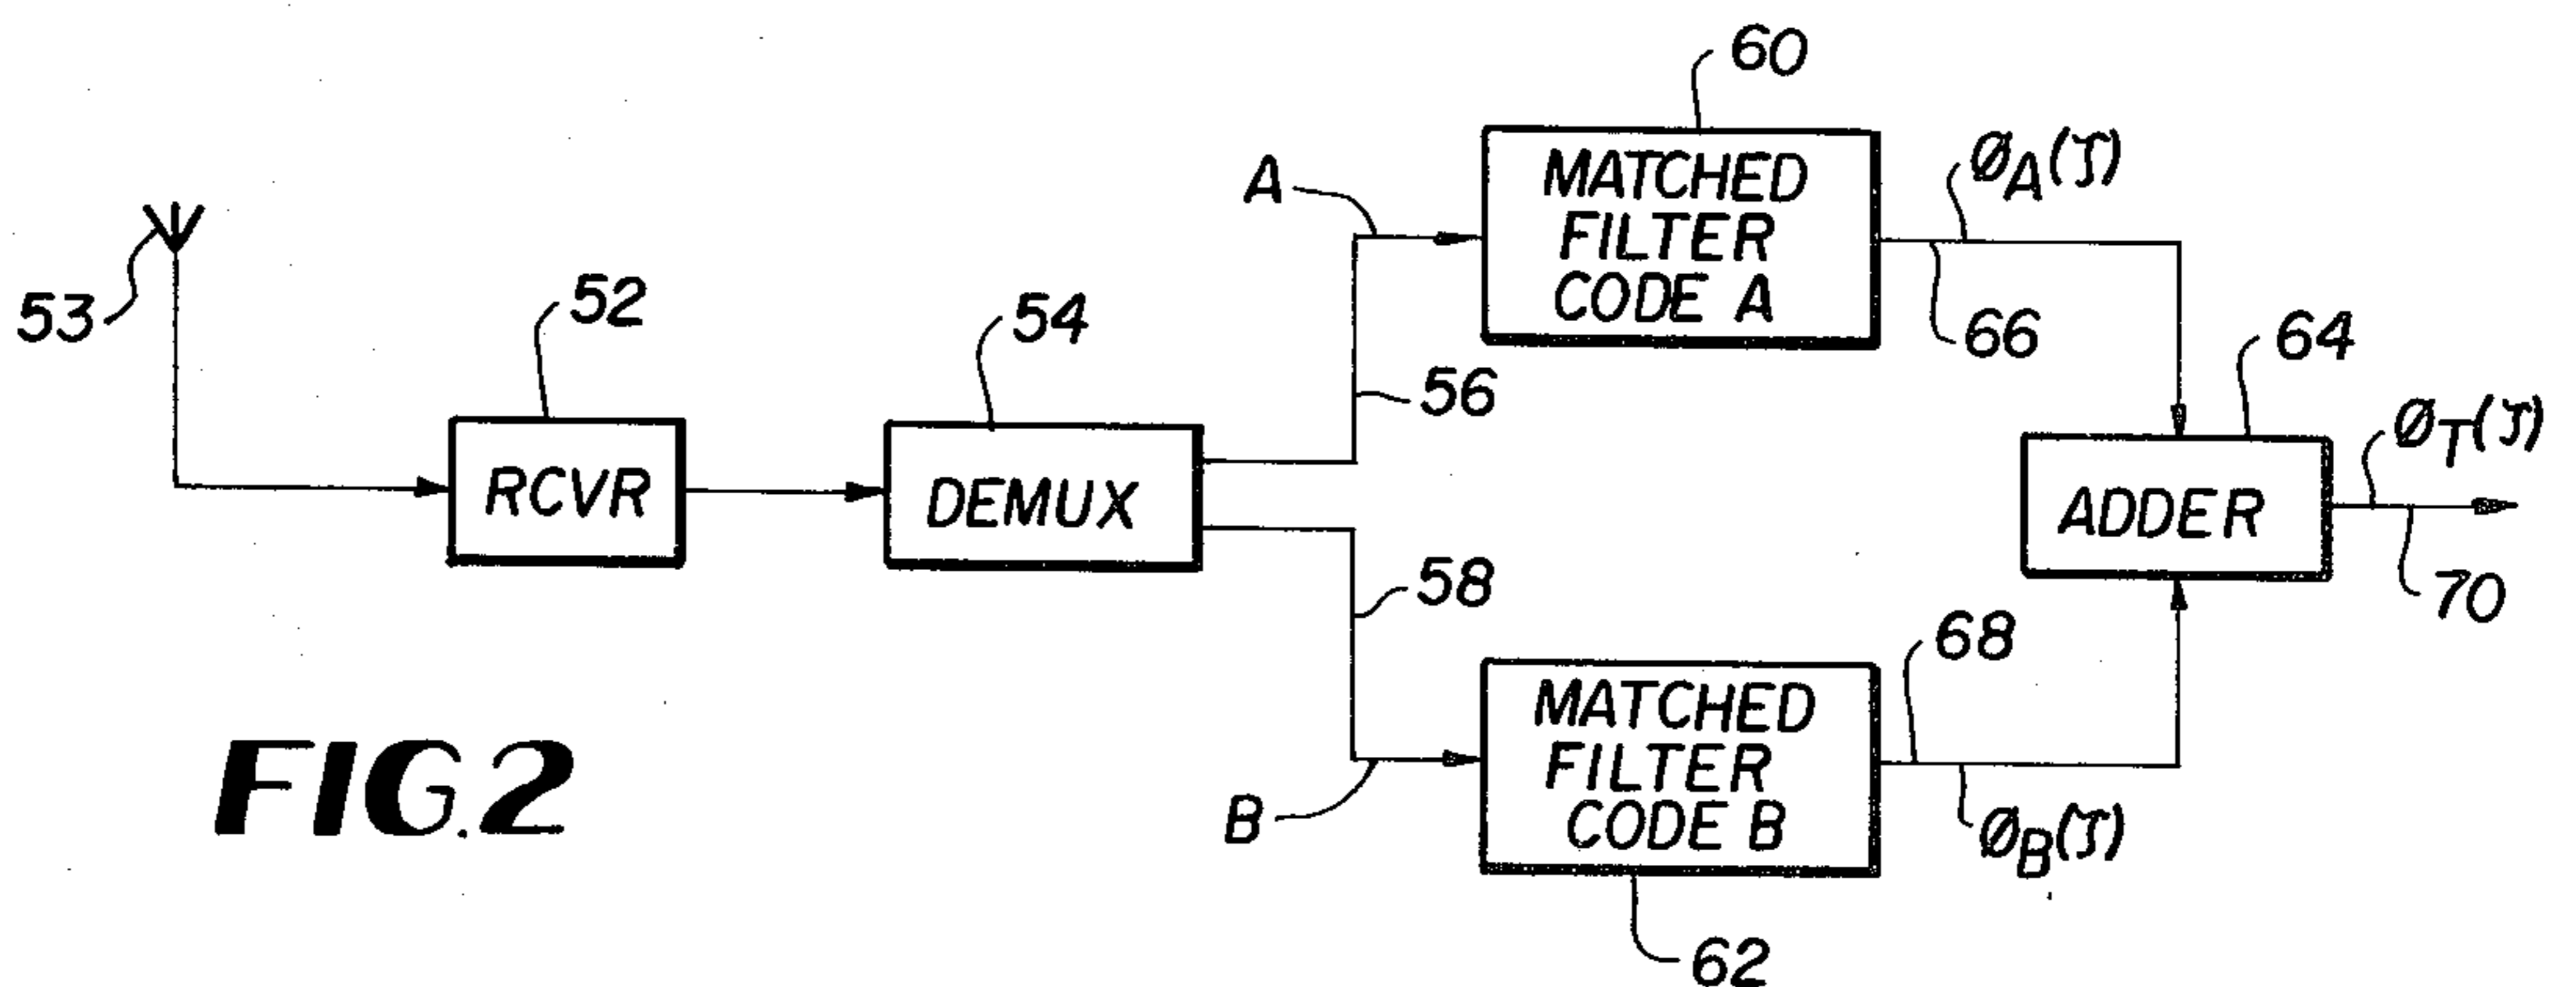 60
MATCHED
FILTER
CODE A
A
ØA(τ)
66
53
52
RCVR
54
DEMUX
56
58
64
ADDER
ØT(τ)
70
B
MATCHED
FILTER
CODE B
68
ØB(τ)
62
FIG.2